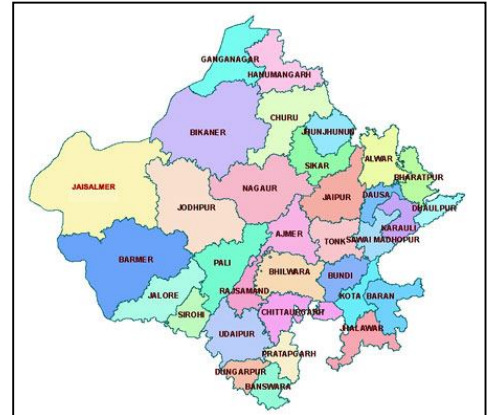 GANGANAGAR
HANUMANGARH
CHURU
BIKANER
JHUNJHUNUN
SIKAR
ALWAR
BHARATPUR
JAISALMER
NAGAUR
JAIPUR
DAUSA
DHAULPUR
JODHPUR
KARAULI
AJMER
TONK
SAWAI MADHOPUR
BARMER
PALI
BHILWARA
BUNDI
JALORE
RAJSAMAND
KOTA
BARAN
SIROHI
CHITTAURGARH
JHALAWAR
UDAIPUR
PRATAPGARH
DUNGARPUR
BANSWARA